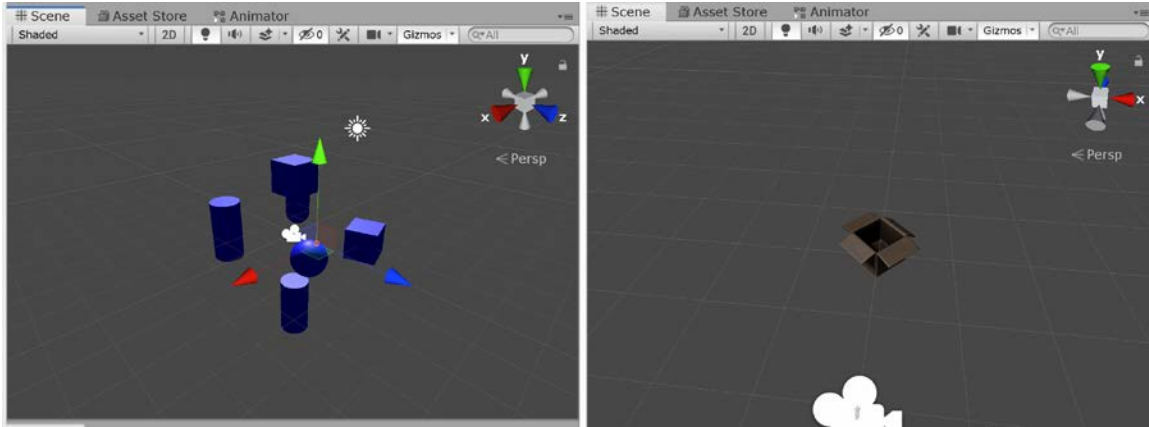 Scene Asset Store Animator
Shaded 2D 0 Gizmos All
y
x z
Persp
Scene Asset Store Animator
Shaded 2D 0 Gizmos All
y
x
Persp